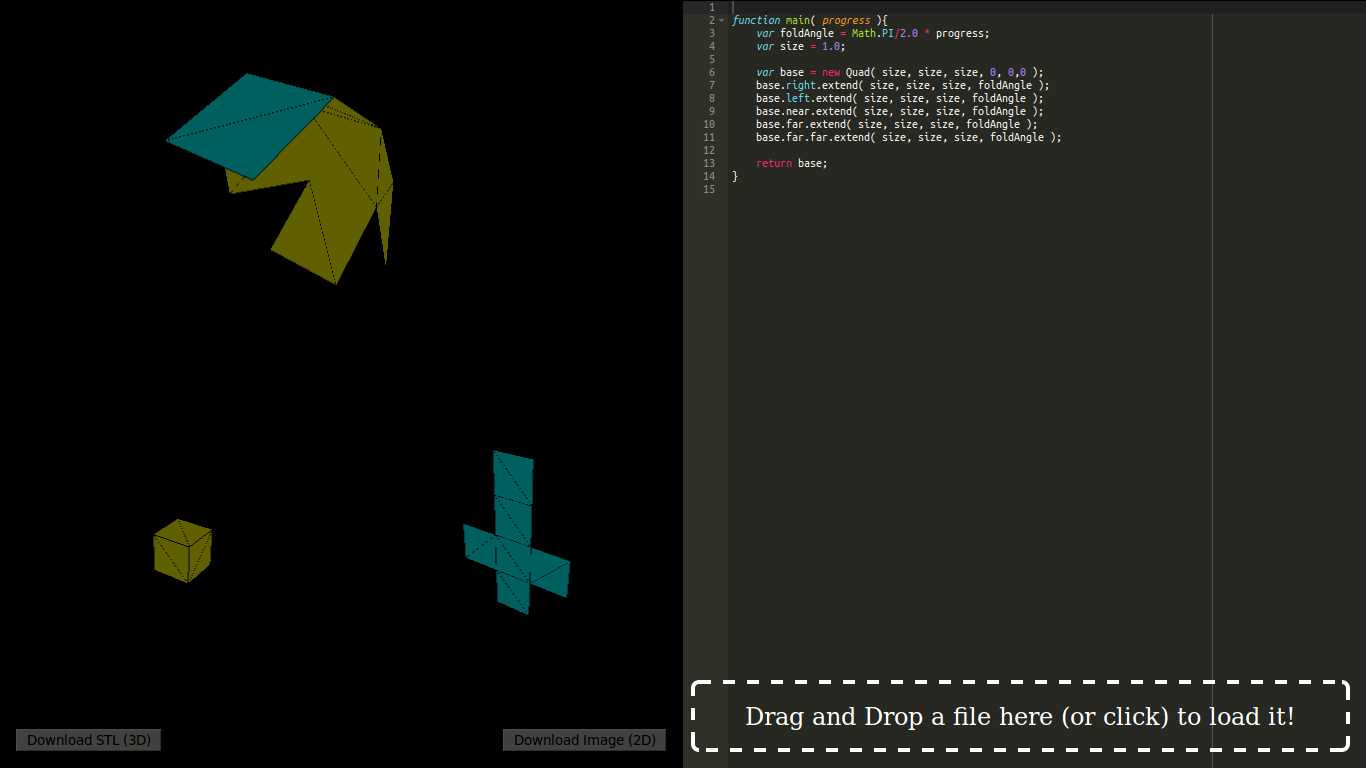 1
2 function main( progress ){
3 var foldAngle = Math.PI/2.0 * progress;
4 var size = 1.0;
5
6 var base = new Quad( size, size, size, 0, 0,0 );
7 base.right.extend( size, size, size, foldAngle );
8 base.left.extend( size, size, size, foldAngle );
9 base.near.extend( size, size, size, foldAngle );
10 base.far.extend( size, size, size, foldAngle );
11 base.far.far.extend( size, size, size, foldAngle );
12
13 return base;
14 }
15
Drag and Drop a file here (or click) to load it!
Download STL (3D)
Download Image (2D)